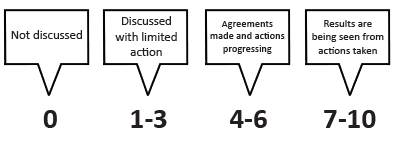 Not discussed
Discussed
with limited
action
Agreements
made and actions
progressing
Results are
being seen from
actions taken
0
1-3
4-6
7-10